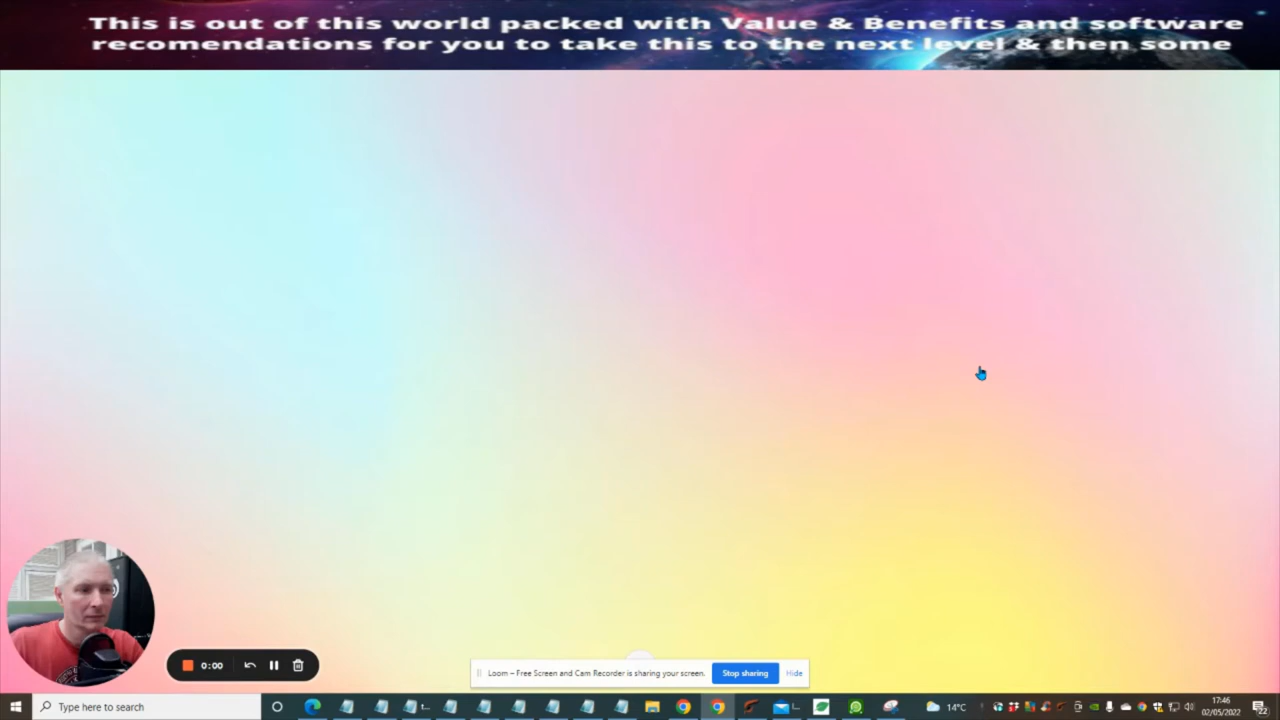 This is out of this world packed with Value & Benefits and software
recomendations for you to take this to the next level & then some
0:00
Loom – Free Screen and Cam Recorder is sharing your screen.
Stop sharing
Hide
Type here to search
14°C
17:46
02/05/2022
22